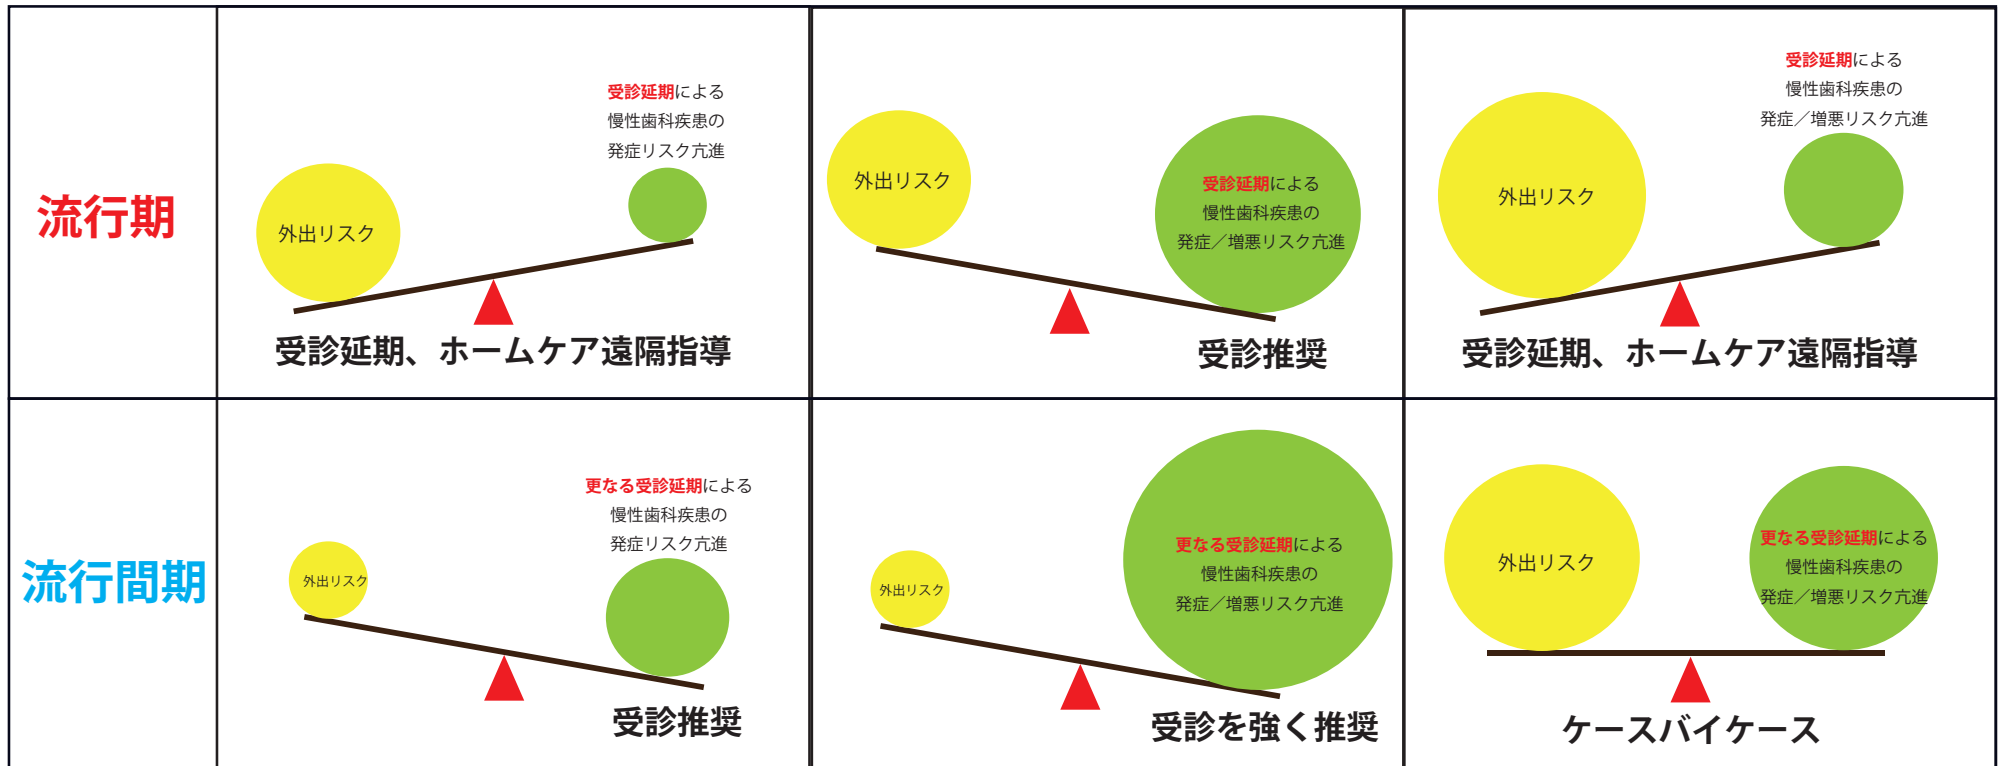 流行期
受診延期による
慢性歯科疾患の
発症リスク亢進
外出リスク
受診延期、ホームケア遠隔指導
外出リスク
受診延期による
慢性歯科疾患の
発症／増悪リスク亢進
受診推奨
受診延期による
慢性歯科疾患の
発症／増悪リスク亢進
外出リスク
受診延期、ホームケア遠隔指導
流行間期
更なる受診延期による
慢性歯科疾患の
発症リスク亢進
外出リスク
受診推奨
更なる受診延期による
慢性歯科疾患の
発症／増悪リスク亢進
外出リスク
受診を強く推奨
外出リスク
更なる受診延期による
慢性歯科疾患の
発症／増悪リスク亢進
ケースバイケース